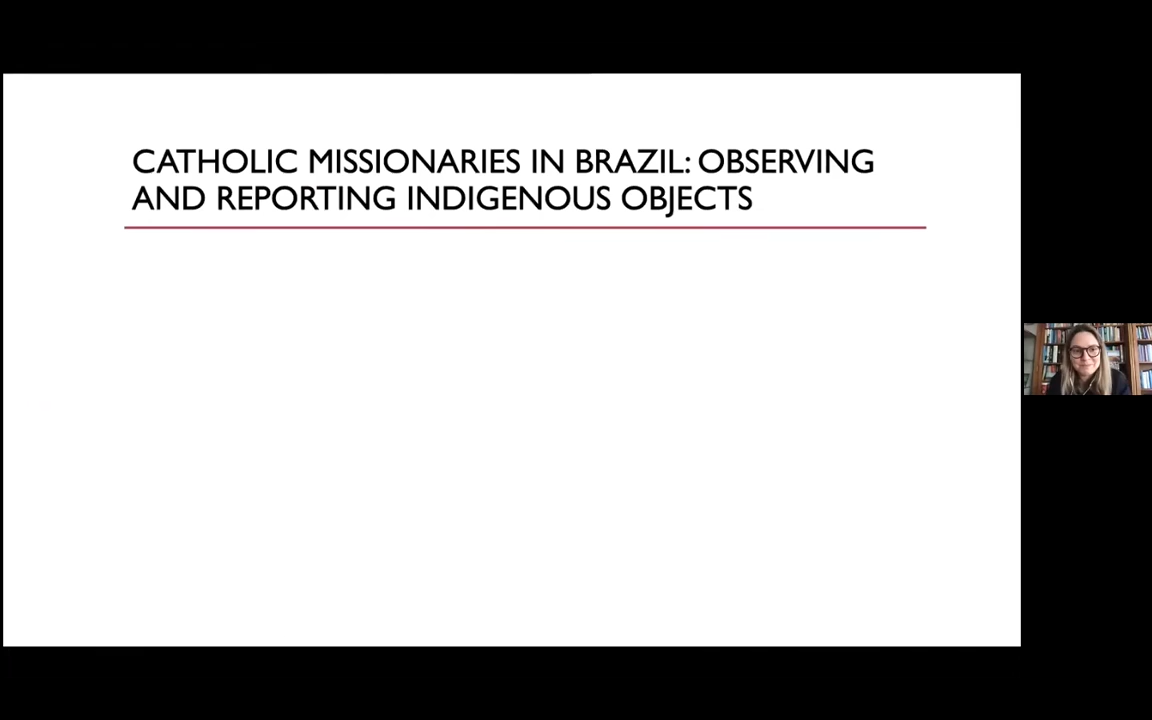 CATHOLIC MISSIONARIES IN BRAZIL: OBSERVING
AND REPORTING INDIGENOUS OBJECTS